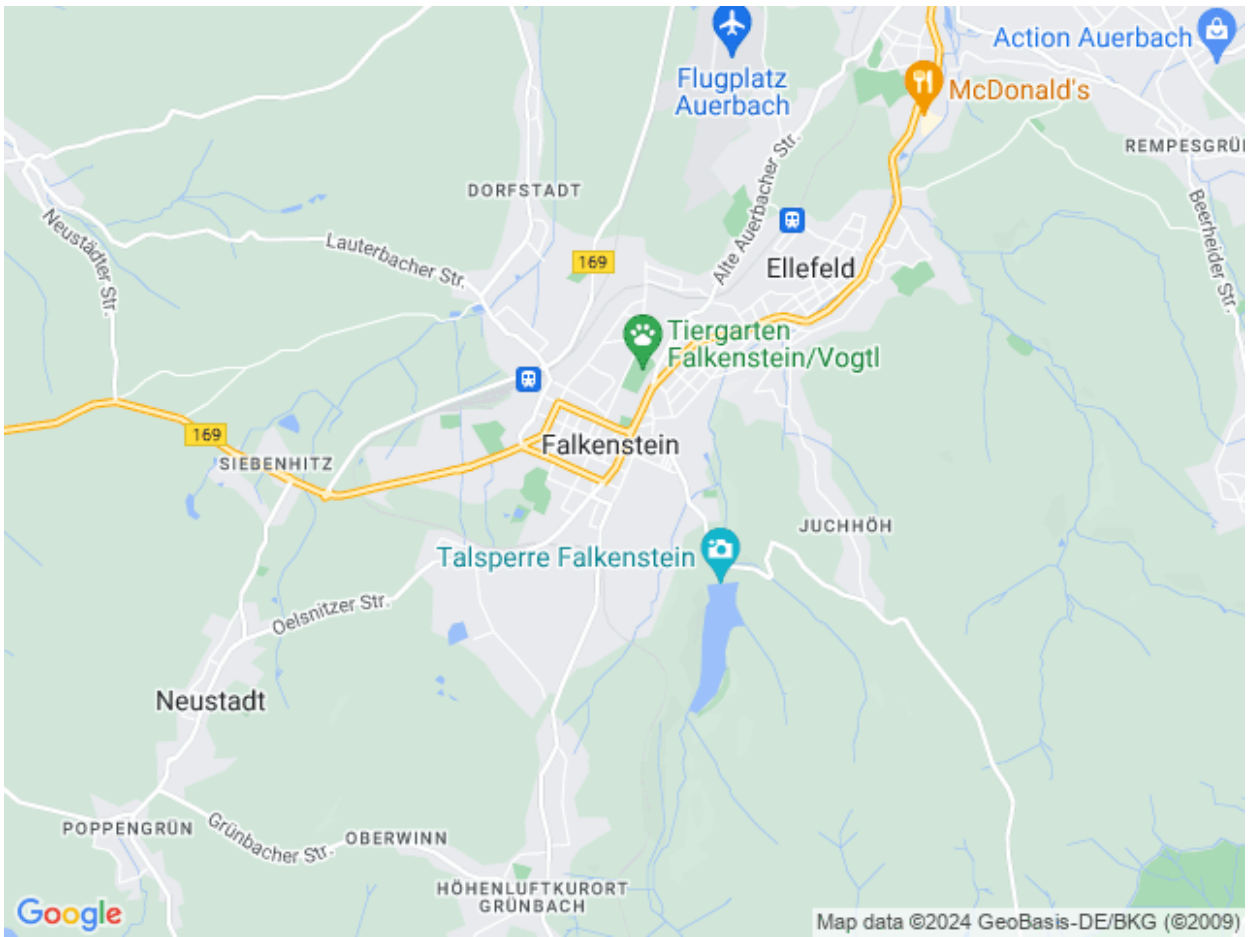 Action Auerbach
Flugplatz
Auerbach
McDonald's
REMPESGRÜ
DORFSTADT
Neustädter Str.
Lauterbacher Str.
Alte Auerbacher Str.
Beerheider Str.
169
Ellefeld
Tiergarten
Falkenstein/Vogtl
169
Falkenstein
SIEBENHITZ
JUCHHÖH
Talsperre Falkenstein
Oelsnitzer Str.
Neustadt
POPPENGRÜN
Grünbacher Str.
OBERWINN
HÖHENLUFTKURORT
GRÜNBACH
Google
Map data ©2024 GeoBasis-DE/BKG (©2009)